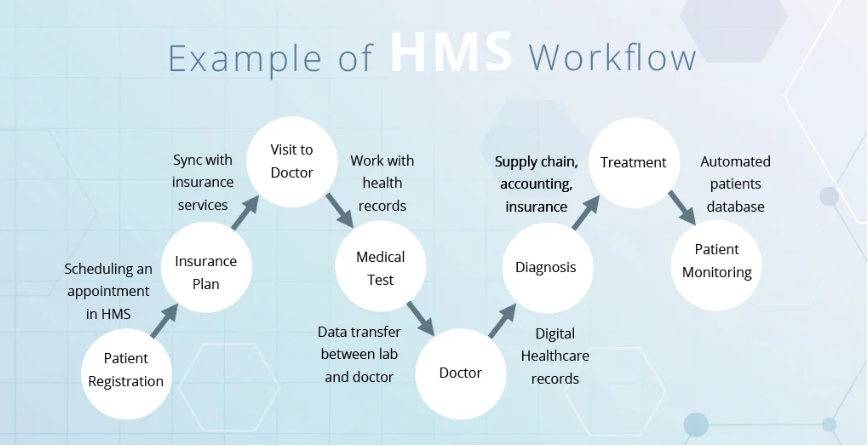 Example of HMS Workflow
Patient
Registration
Scheduling an
appointment
in HMS
Insurance
Plan
Sync with
insurance
services
Visit to
Doctor
Work with
health
records
Medical
Test
Data transfer
between lab
and doctor
Doctor
Digital
Healthcare
records
Diagnosis
Supply chain,
accounting,
insurance
Treatment
Automated
patients
database
Patient
Monitoring